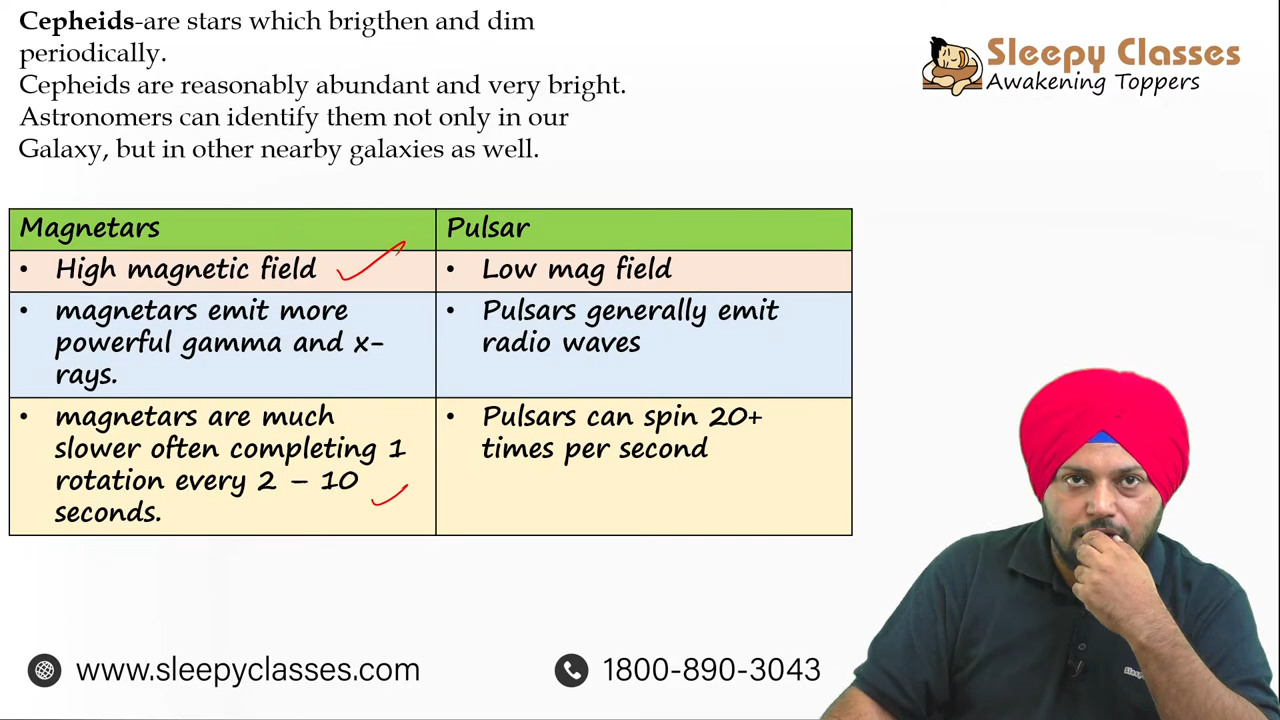 Cepheids-are stars which brigthen and dim
periodically.
Cepheids are reasonably abundant and very bright.
Astronomers can identify them not only in our
Galaxy, but in other nearby galaxies as well.
Sleepy Classes
Awakening Toppers
Magnetars
Pulsar
• High magnetic field
• Low mag field
• magnetars emit more
powerful gamma and x-
rays.
• Pulsars generally emit
radio waves
• magnetars are much
slower often completing 1
rotation every 2 – 10
seconds.
• Pulsars can spin 20+
times per second
www.sleepyclasses.com
1800-890-3043